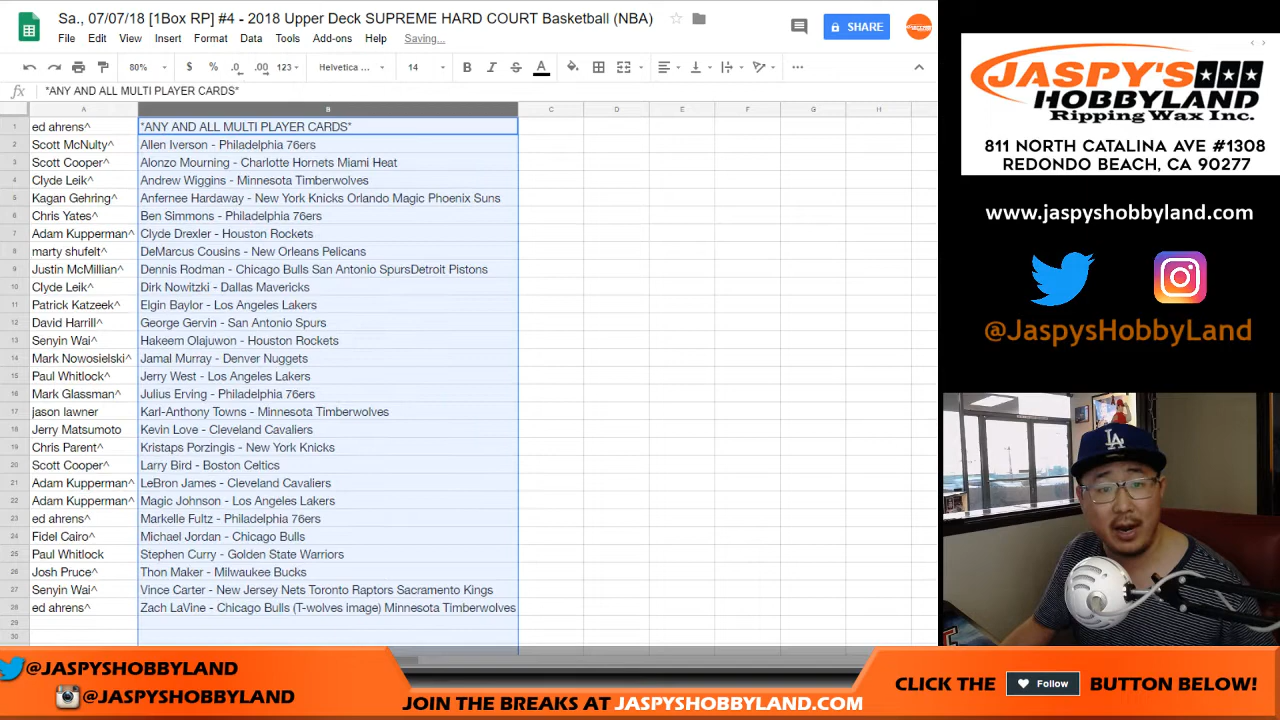 Sa., 07/07/18 [1Box RP] #4 - 2018 Upper Deck SUPREME HARD COURT Basketball (NBA)
File Edit View Insert Format Data Tools Add-ons Help Saving...
SHARE
80% $ % .0 .00 123 Helvetica ... 14 B I S A
fx *ANY AND ALL MULTI PLAYER CARDS*
A B C D E F G H
1 ed ahrens^ *ANY AND ALL MULTI PLAYER CARDS*
2 Scott McNulty^ Allen Iverson - Philadelphia 76ers
3 Scott Cooper^ Alonzo Mourning - Charlotte Hornets Miami Heat
4 Clyde Leik^ Andrew Wiggins - Minnesota Timberwolves
5 Kagan Gehring^ Anfernee Hardaway - New York Knicks Orlando Magic Phoenix Suns
6 Chris Yates^ Ben Simmons - Philadelphia 76ers
7 Adam Kupperman^ Clyde Drexler - Houston Rockets
8 marty shufelt^ DeMarcus Cousins - New Orleans Pelicans
9 Justin McMillian^ Dennis Rodman - Chicago Bulls San Antonio SpursDetroit Pistons
10 Clyde Leik^ Dirk Nowitzki - Dallas Mavericks
11 Patrick Katzeek^ Elgin Baylor - Los Angeles Lakers
12 David Harrill^ George Gervin - San Antonio Spurs
13 Senyin Wai^ Hakeem Olajuwon - Houston Rockets
14 Mark Nowosielski^ Jamal Murray - Denver Nuggets
15 Paul Whitlock^ Jerry West - Los Angeles Lakers
16 Mark Glassman^ Julius Erving - Philadelphia 76ers
17 jason lawner Karl-Anthony Towns - Minnesota Timberwolves
18 Jerry Matsumoto Kevin Love - Cleveland Cavaliers
19 Chris Parent^ Kristaps Porzingis - New York Knicks
20 Scott Cooper^ Larry Bird - Boston Celtics
21 Adam Kupperman^ LeBron James - Cleveland Cavaliers
22 Adam Kupperman^ Magic Johnson - Los Angeles Lakers
23 ed ahrens^ Markelle Fultz - Philadelphia 76ers
24 Fidel Cairo^ Michael Jordan - Chicago Bulls
25 Paul Whitlock Stephen Curry - Golden State Warriors
26 Josh Pruce^ Thon Maker - Milwaukee Bucks
27 Senyin Wai^ Vince Carter - New Jersey Nets Toronto Raptors Sacramento Kings
28 ed ahrens^ Zach LaVine - Chicago Bulls (T-wolves image) Minnesota Timberwolves
29
30
JASPY'S
HOBBYLAND
Ripping Wax Inc.
811 NORTH CATALINA AVE #1308
REDONDO BEACH, CA 90277
www.jaspyshobbyland.com
@JaspysHobbyLand
LA
@JASPYSHOBBYLAND
@JASPYSHOBBYLAND
JOIN THE BREAKS AT JASPYSHOBBYLAND.COM
CLICK THE Follow BUTTON BELOW!